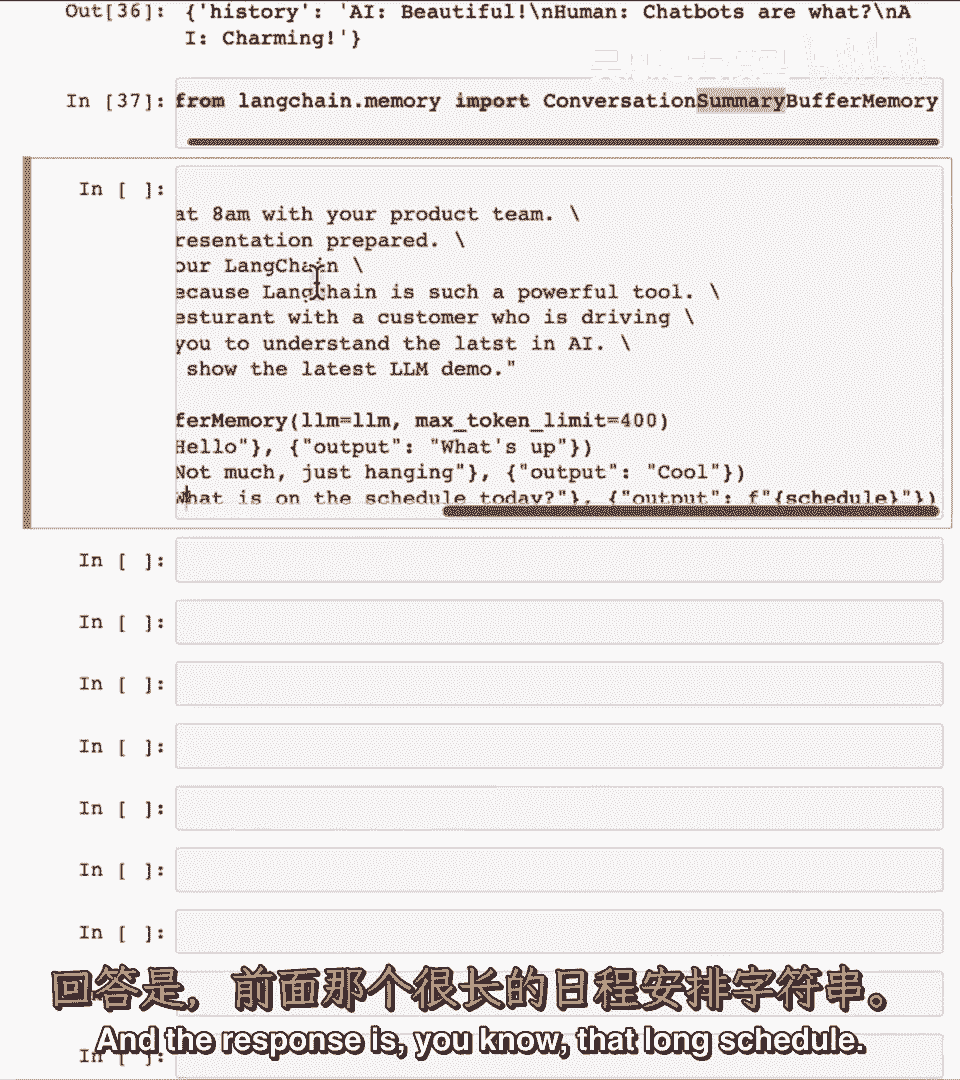 Out[36]: {'history': 'AI: Beautiful!\nHuman: Chatbots are what?\nA
I: Charming!'}
In [37]: from langchain.memory import ConversationSummaryBufferMemory
In [ ]:
at 8am with your product team. \
resentation prepared. \
our LangChain \
ecause Langchain is such a powerful tool. \
esturant with a customer who is driving \
you to understand the latst in AI. \
show the latest LLM demo."
ferMemory(llm=llm, max_token_limit=400)
Hello"}, {"output": "What's up"})
Not much, just hanging"}, {"output": "Cool"})
What is on the schedule today?"}, {"output": f"{schedule}"})
In [ ]:
In [ ]:
In [ ]:
In [ ]:
In [ ]:
In [ ]:
In [ ]:
回答是，前面那个很长的日程安排字符串。
And the response is, you know, that long schedule.